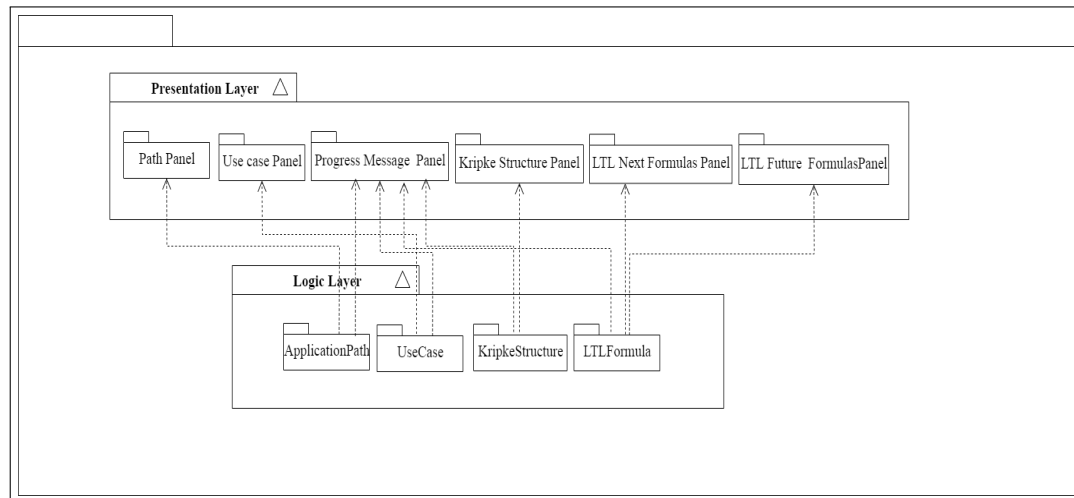 Presentation Layer
Path Panel
Use case Panel
Progress Message Panel
Kripke Structure Panel
LTL Next Formulas Panel
LTL Future FormulasPanel
Logic Layer
ApplicationPath
UseCase
KripkeStructure
LTLFormula